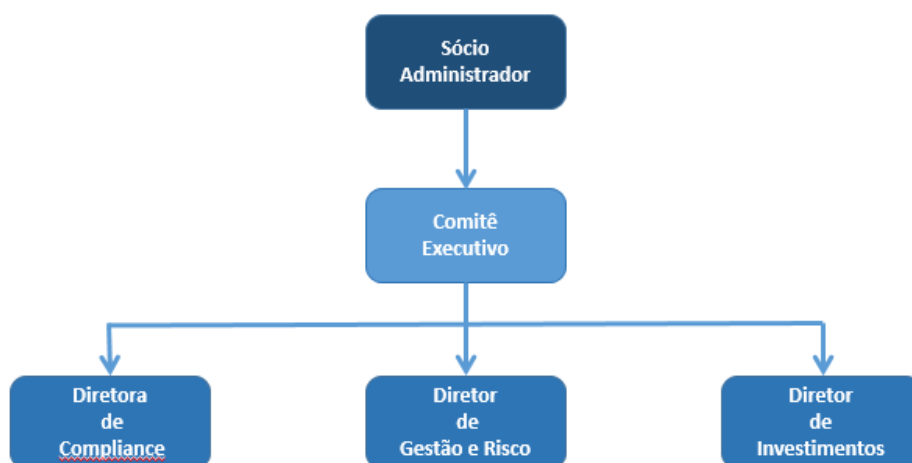 Sócio
Administrador
Comitê
Executivo
Diretora
de
Compliance
Diretor
de
Gestão e Risco
Diretor
de
Investimentos